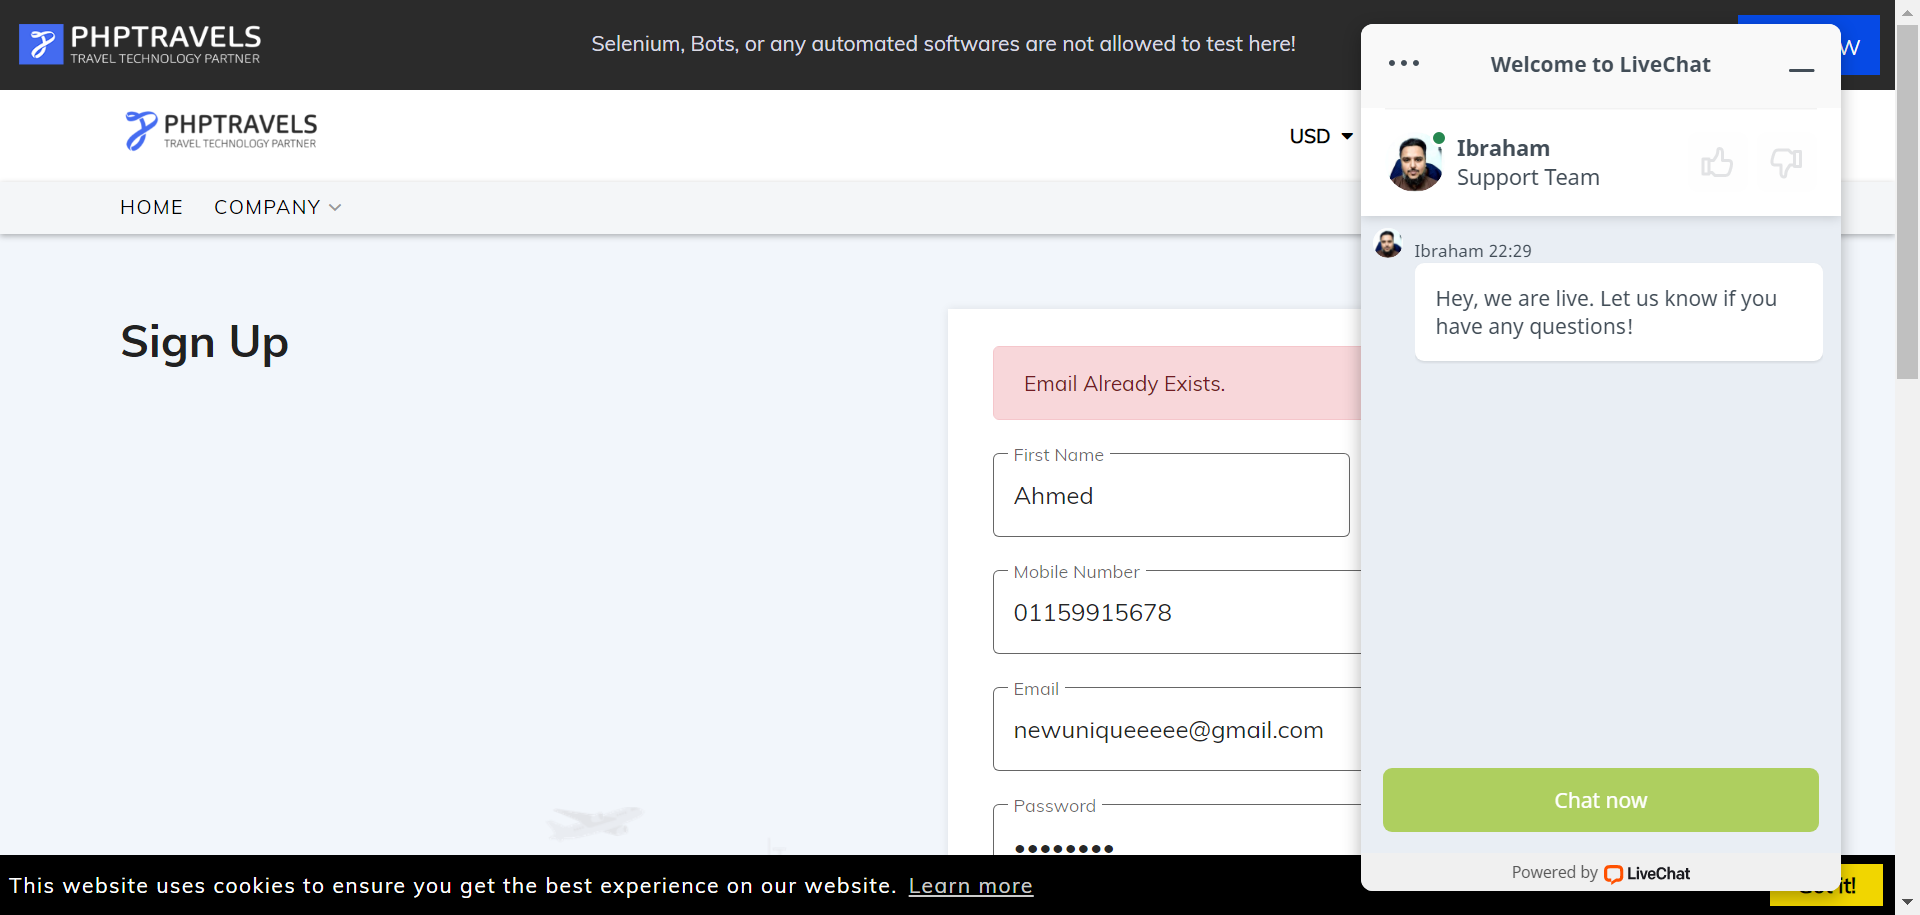 PHPTRAVELS
TRAVEL TECHNOLOGY PARTNER
Selenium, Bots, or any automated softwares are not allowed to test here!
W
PHPTRAVELS
TRAVEL TECHNOLOGY PARTNER
USD
HOME COMPANY
Sign Up
Email Already Exists.
First Name
Ahmed
Mobile Number
01159915678
Email
newuniqueeeee@gmail.com
Password
Welcome to LiveChat
Ibraham
Support Team
Ibraham 22:29
Hey, we are live. Let us know if you
have any questions!
Chat now
Powered by LiveChat
This website uses cookies to ensure you get the best experience on our website. Learn more
it!